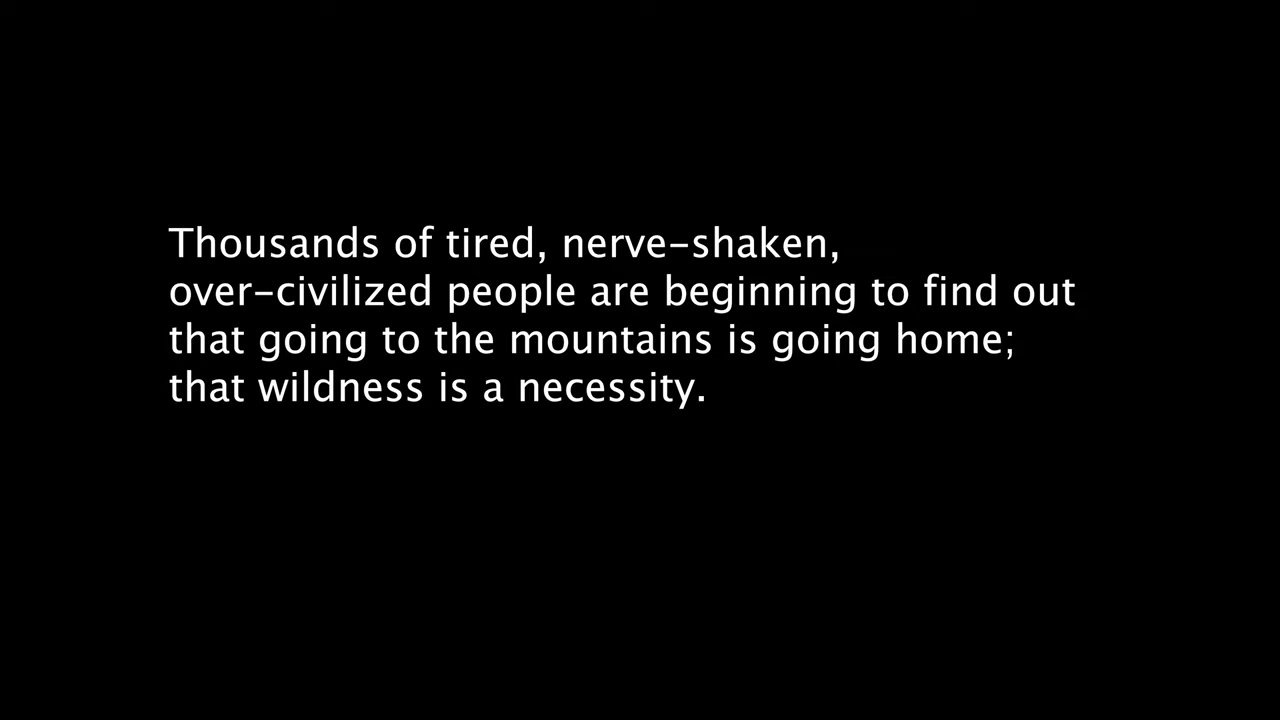 Thousands of tired, nerve-shaken,
over-civilized people are beginning to find out
that going to the mountains is going home;
that wildness is a necessity.